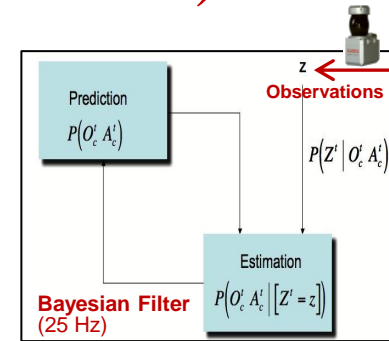 z
Observations
Prediction
P(O_c^t A_c^t)
P(Z^t | O_c^t A_c^t)
Estimation
P(O_c^t A_c^t | [Z^t = z])
Bayesian Filter
(25 Hz)